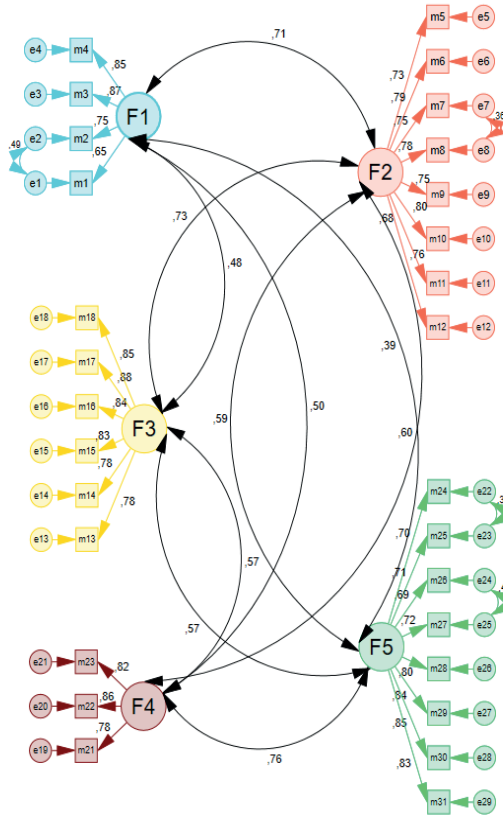 ,71
e4 m4 ,85
e3 m3 ,87
F1
e2 m2 ,75
,49
e1 m1 ,65
m5 e5
,73
m6 e6
,79
m7 e7
,75
m8 e8
,78
F2
m9 e9
,75
m10 e10
,80
,68
m11 e11
,76
m12 e12
,73
,48
,39
,59
,50
,60
e18 m18
,85
e17 m17
,88
e16 m16
,84
F3
e15 m15
,83
e14 m14
,78
e13 m13
,78
,57
,57
m24 e22
,70
m25 e23
,71
m26 e24
,69
m27 e25
,72
F5
m28 e26
,80
m29 e27
,84
m30 e28
,85
m31 e29
,83
e21 m23
,82
e20 m22
,86
F4
e19 m21
,78
,76